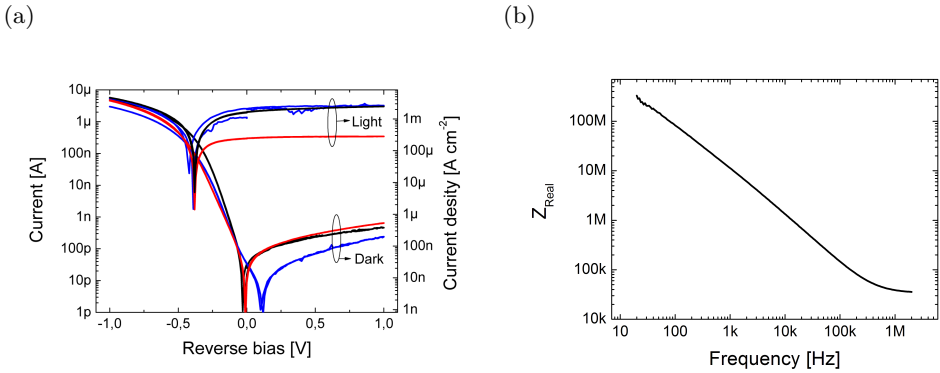 (a)
(b)
10µ
1µ
100n
10n
1n
100p
10p
1p
Current [A]
-1,0
-0,5
0,0
0,5
1,0
Reverse bias [V]
1m
100µ
10µ
1µ
100n
10n
1n
Current desity [A cm-2]
Light
Dark
100M
10M
1M
100k
10k
ZReal
10
100
1k
10k
100k
1M
Frequency [Hz]